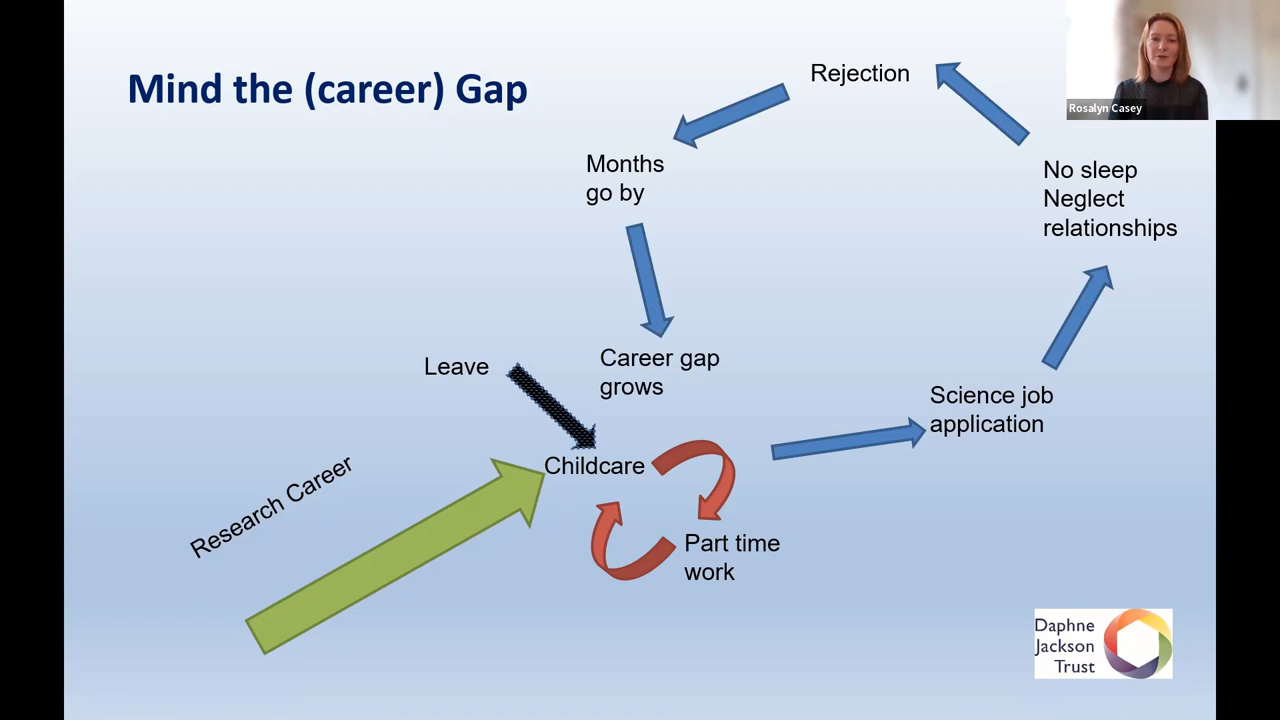 Mind the (career) Gap
Rejection
Rosalyn Casey
Months
go by
No sleep
Neglect
relationships
Leave
Career gap
grows
Science job
application
Childcare
Research Career
Part time
work
Daphne
Jackson
Trust